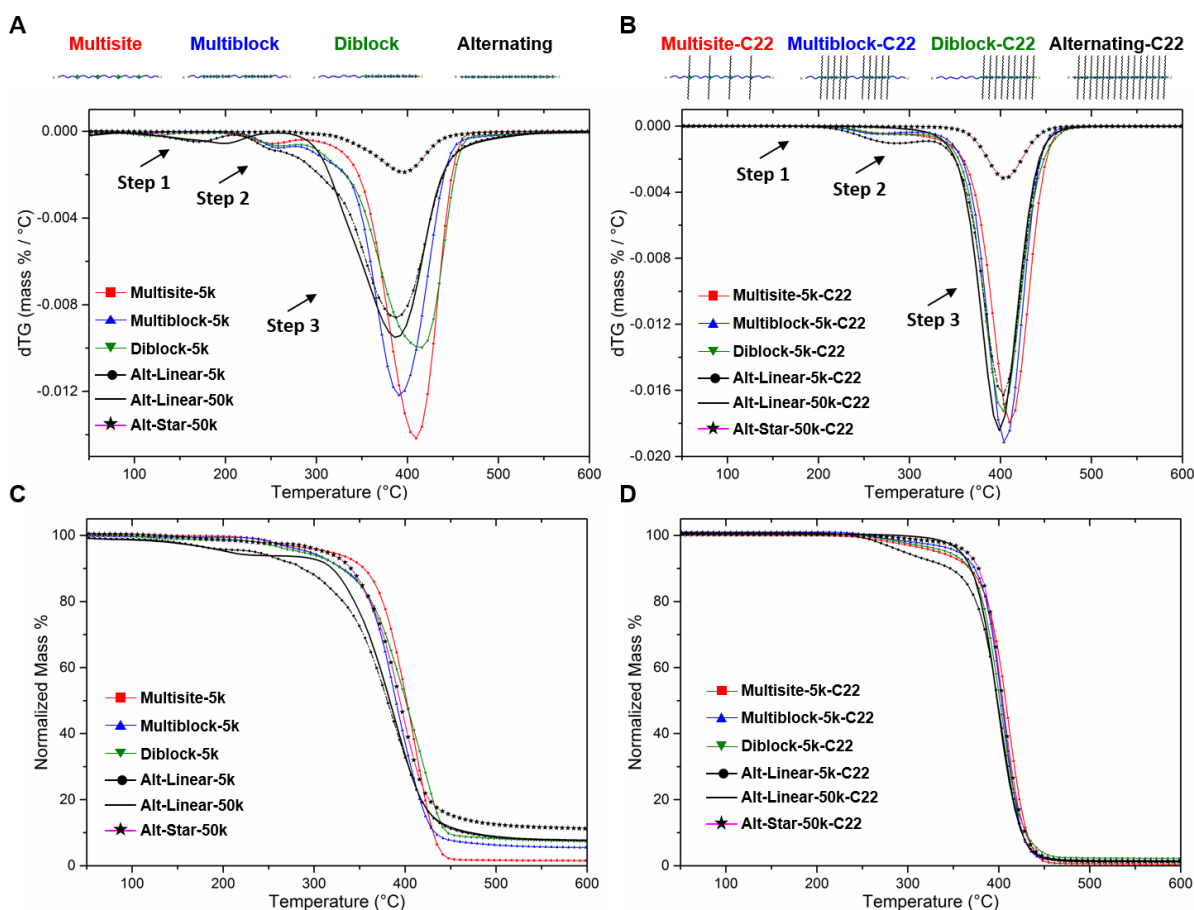 A
Multisite
Multiblock
Diblock
Alternating
0.000
-0.004
-0.008
-0.012
dTG (mass % / °C)
Step 1
Step 2
Step 3
Multisite-5k
Multiblock-5k
Diblock-5k
Alt-Linear-5k
Alt-Linear-50k
Alt-Star-50k
100 200 300 400 500 600
Temperature (°C)
B
Multisite-C22
Multiblock-C22
Diblock-C22
Alternating-C22
0.000
-0.004
-0.008
-0.012
-0.016
-0.020
dTG (mass % / °C)
Step 1
Step 2
Step 3
Multisite-5k-C22
Multiblock-5k-C22
Diblock-5k-C22
Alt-Linear-5k-C22
Alt-Linear-50k-C22
Alt-Star-50k-C22
100 200 300 400 500 600
Temperature (°C)
C
100
80
60
40
20
0
Normalized Mass %
Multisite-5k
Multiblock-5k
Diblock-5k
Alt-Linear-5k
Alt-Linear-50k
Alt-Star-50k
100 200 300 400 500 600
Temperature (°C)
D
100
80
60
40
20
0
Normalized Mass %
Multisite-5k-C22
Multiblock-5k-C22
Diblock-5k-C22
Alt-Linear-5k-C22
Alt-Linear-50k-C22
Alt-Star-50k-C22
100 200 300 400 500 600
Temperature (°C)